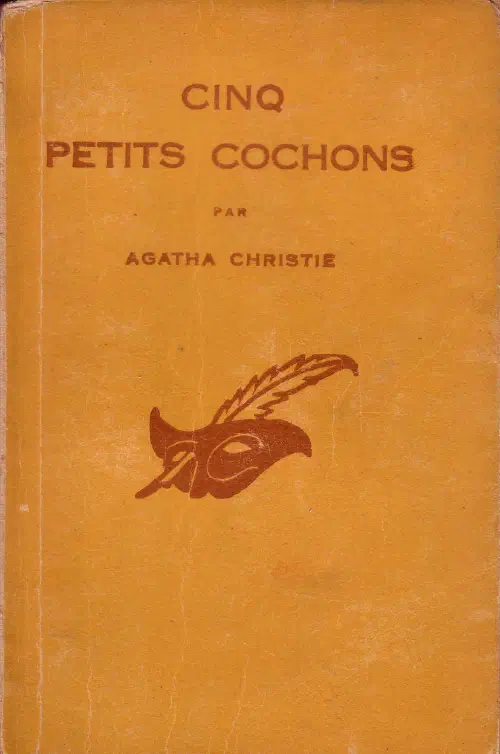 CINQ
PETITS COCHONS
PAR
AGATHA CHRISTIE